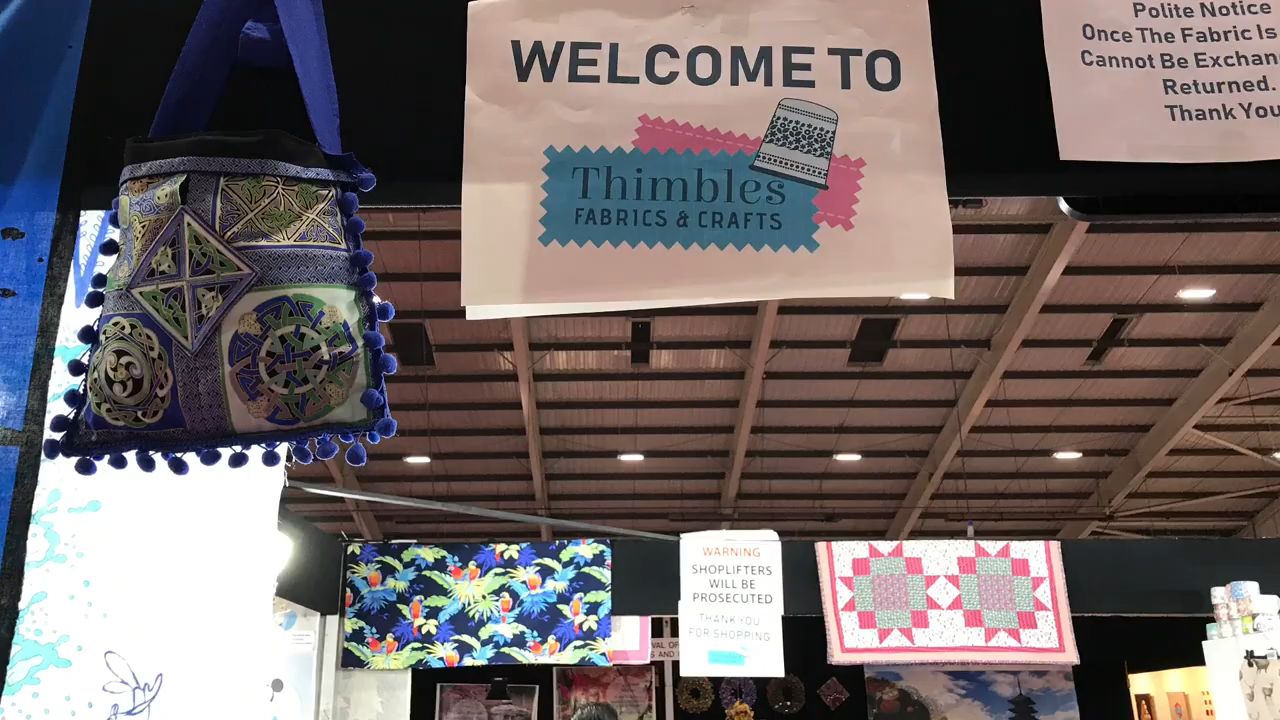 WELCOME TO
Thimbles
FABRICS & CRAFTS
Polite Notice
Once The Fabric Is
Cannot Be
Returned.
Thank You
WARNING
SHOPLIFTERS
WILL BE
PROSECUTED
THANK YOU
FOR SHOPPING